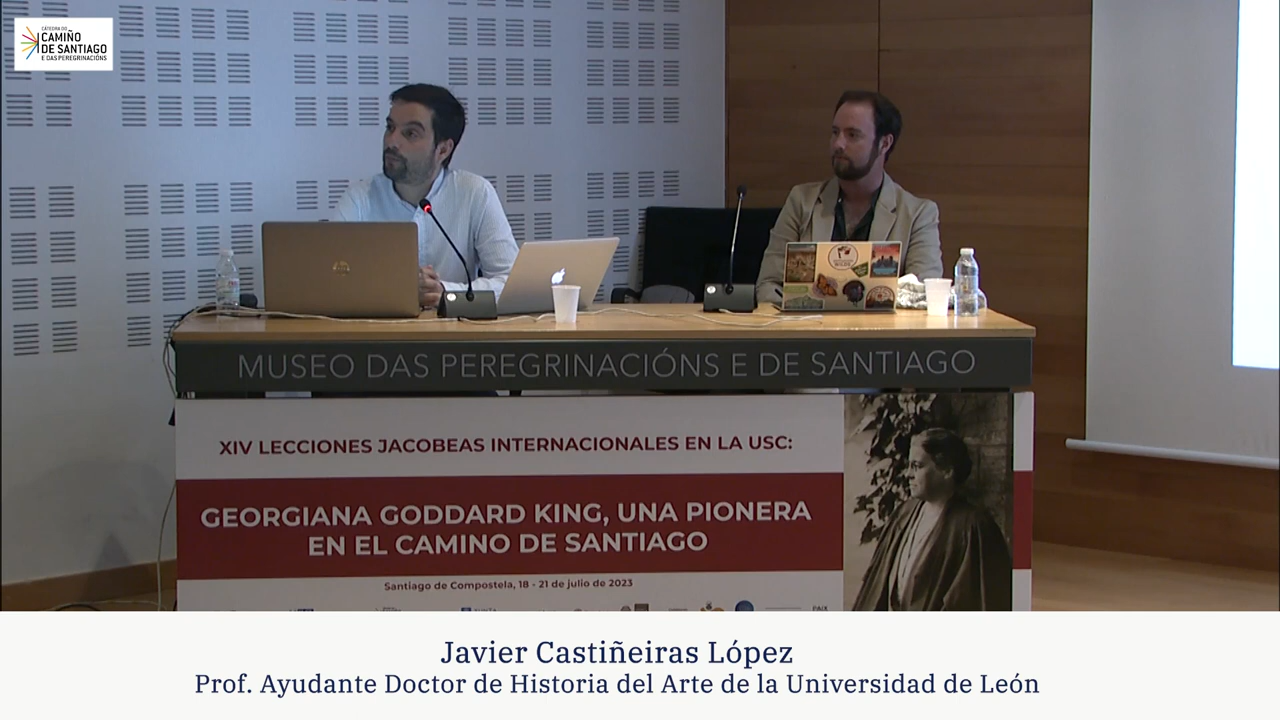 CÁTEDRA DO
CAMIÑO
DE SANTIAGO
E DAS PEREGRINACIÓNS
MUSEO DAS PEREGRINACIÓNS E DE SANTIAGO
XIV LECCIONES JACOBEAS INTERNACIONALES EN LA USC:
GEORGIANA GODDARD KING, UNA PIONERA
EN EL CAMINO DE SANTIAGO
Santiago de Compostela, 18 - 21 de julio de 2023
Javier Castiñeiras López
Prof. Ayudante Doctor de Historia del Arte de la Universidad de León